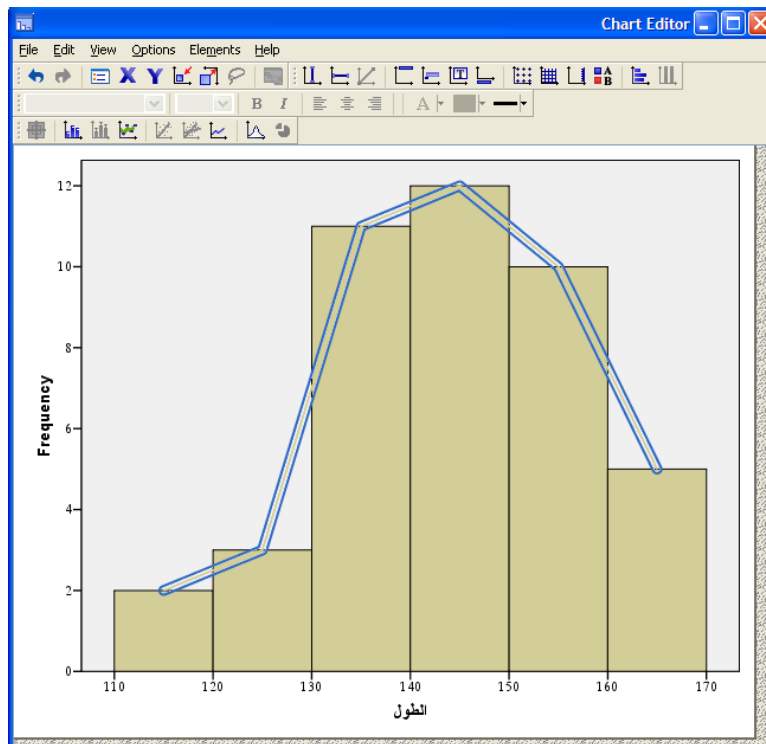 Chart Editor
File Edit View Options Elements Help
X Y T A B
B I A
12
10
8
6
4
2
0
Frequency
110 120 130 140 150 160 170
الطول